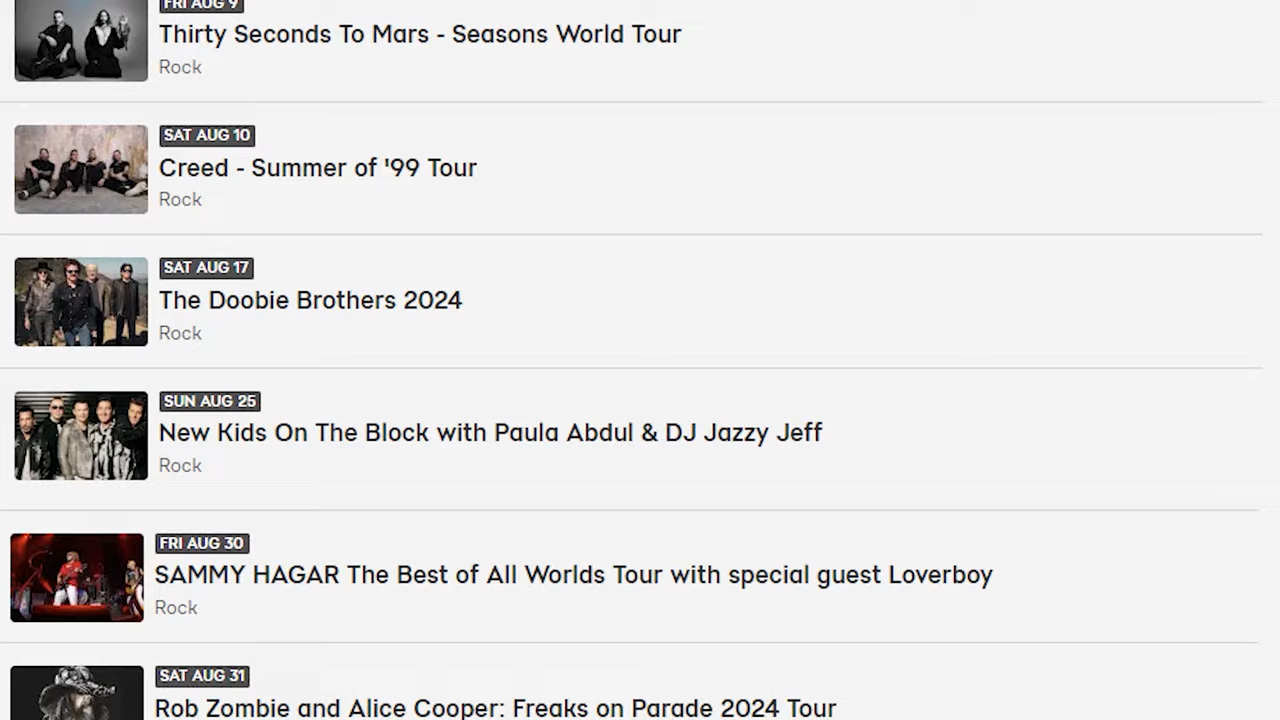 FRI AUG 9
Thirty Seconds To Mars - Seasons World Tour
Rock
SAT AUG 10
Creed - Summer of '99 Tour
Rock
SAT AUG 17
The Doobie Brothers 2024
Rock
SUN AUG 25
New Kids On The Block with Paula Abdul & DJ Jazzy Jeff
Rock
FRI AUG 30
SAMMY HAGAR The Best of All Worlds Tour with special guest Loverboy
Rock
SAT AUG 31
Rob Zombie and Alice Cooper: Freaks on Parade 2024 Tour